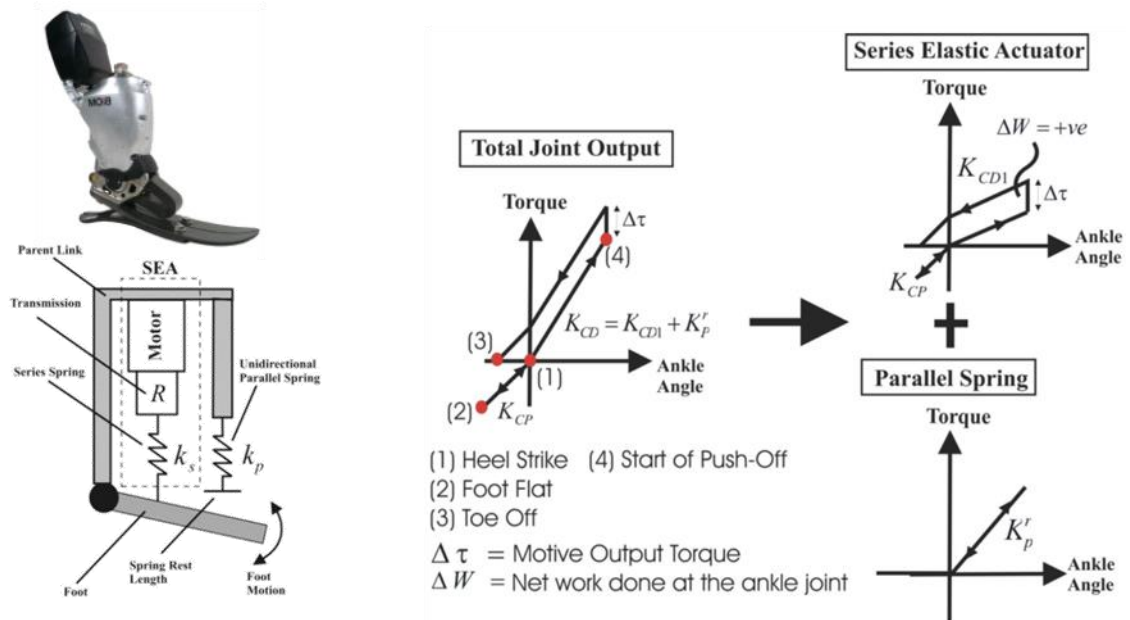 BiOM
Parent Link
SEA
Transmission
Motor
Series Spring
R
Unidirectional
Parallel Spring
k_s
k_p
Spring Rest
Length
Foot
Foot
Motion
Total Joint Output
Torque
Δτ
(4)
K_CD = K_CD1 + K_P^r
(3)
Ankle
Angle
(1)
(2)
K_CP
(1) Heel Strike (4) Start of Push-Off
(2) Foot Flat
(3) Toe Off
Δ τ = Motive Output Torque
Δ W = Net work done at the ankle joint
Series Elastic Actuator
Torque
ΔW = +ve
K_CD1
Δτ
Ankle
Angle
K_CP
+
Parallel Spring
Torque
K_p^r
Ankle
Angle